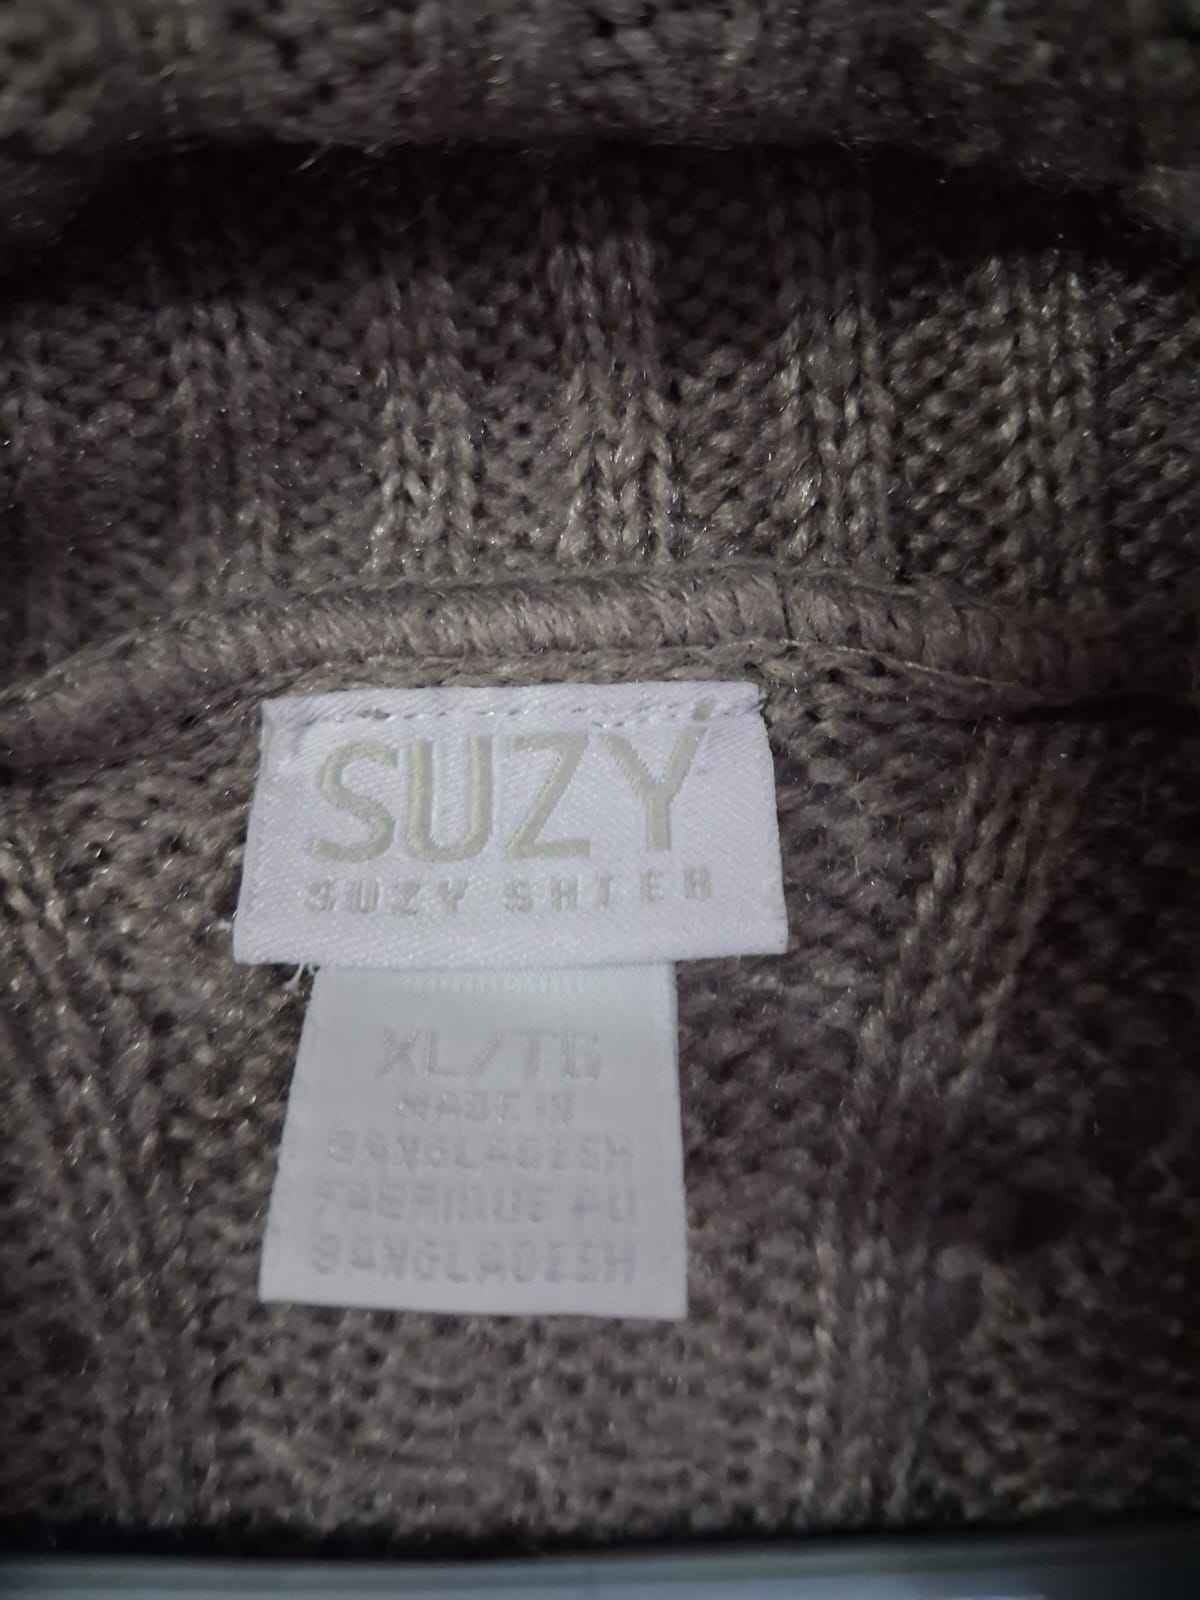 SUZY
SUZY SHIER
XL/TG
MADE IN
BANGLADESH
FABRIQUE AU
BANGLADESH